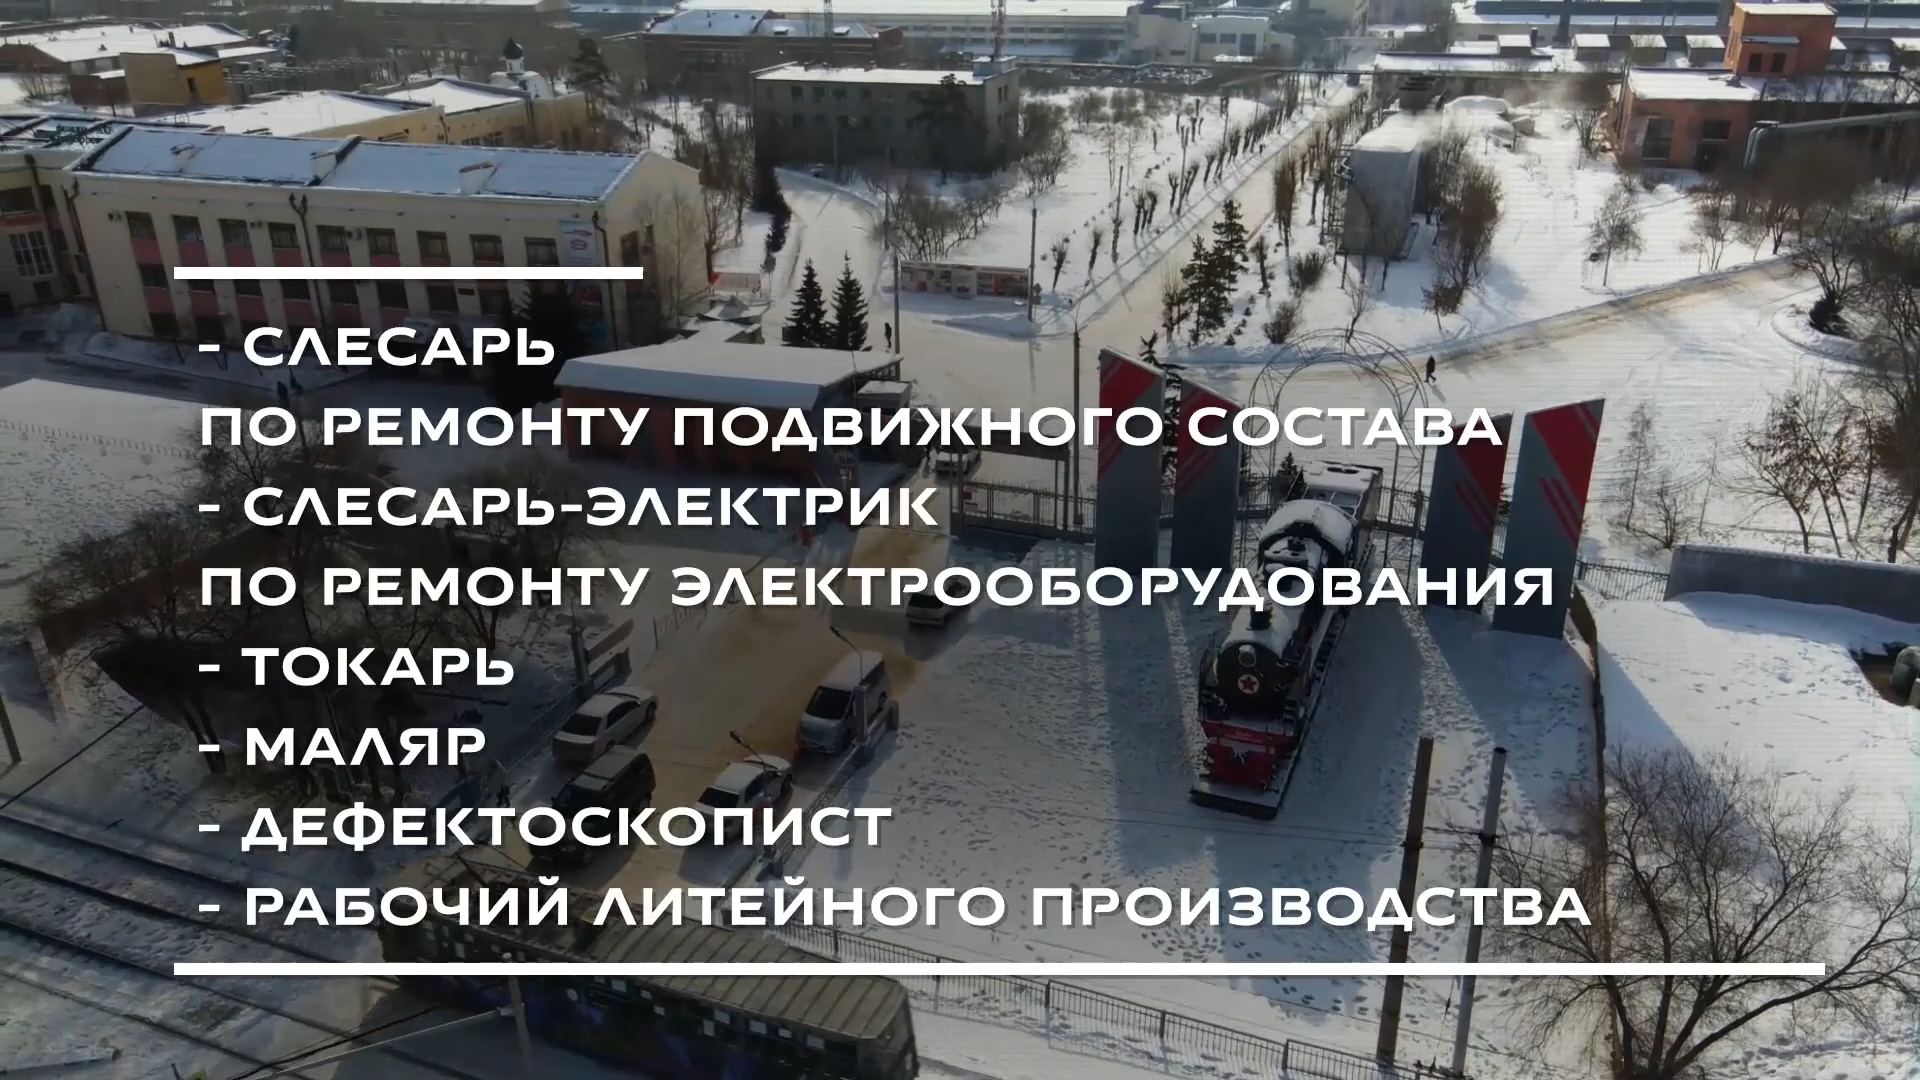 - СЛЕСАРЬ
ПО РЕМОНТУ ПОДВИЖНОГО СОСТАВА
- СЛЕСАРЬ-ЭЛЕКТРИК
ПО РЕМОНТУ ЭЛЕКТРООБОРУДОВАНИЯ
- ТОКАРЬ
- МАЛЯР
- ДЕФЕКТОСКОПИСТ
- РАБОЧИЙ ЛИТЕЙНОГО ПРОИЗВОДСТВА